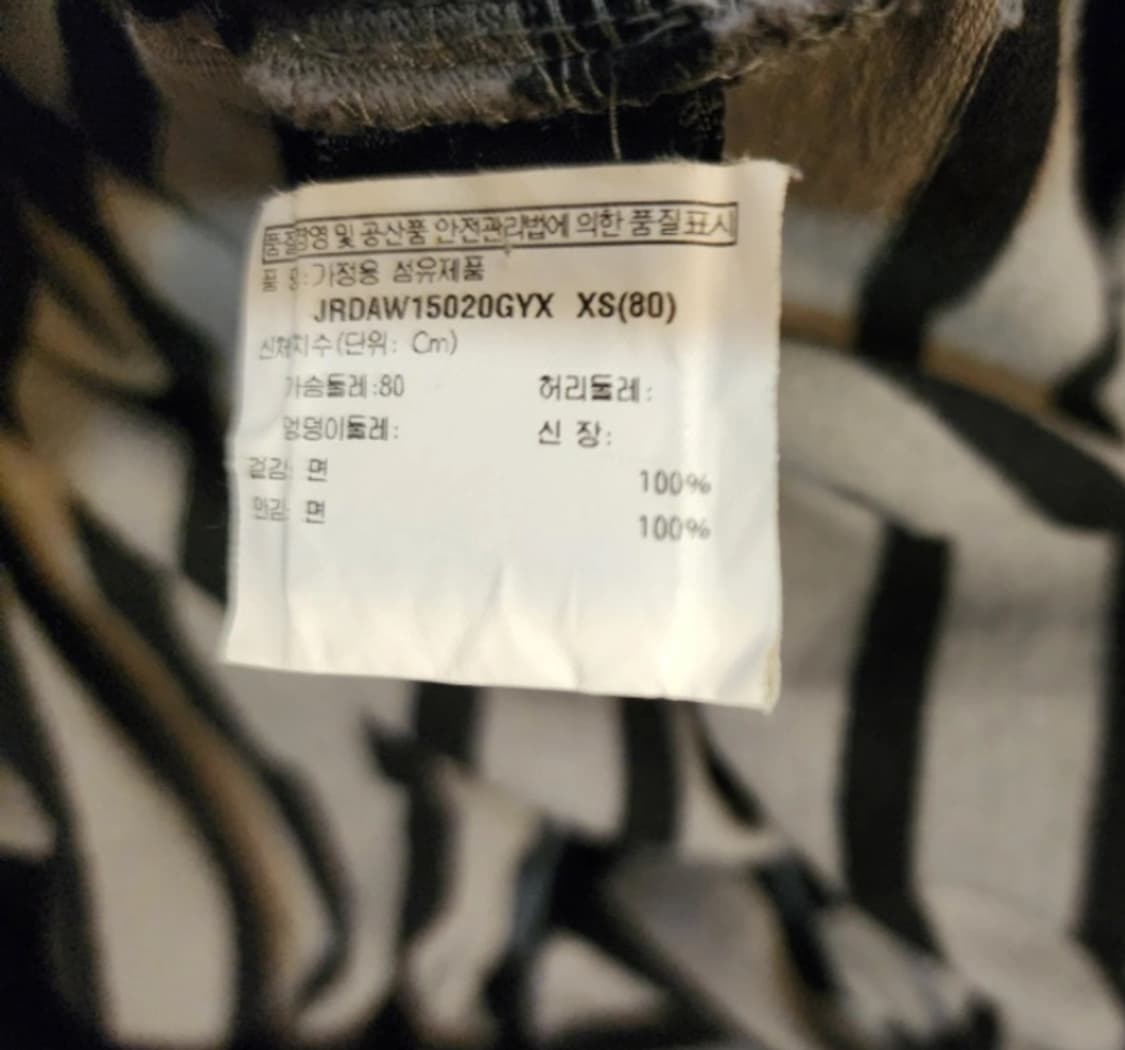 품질경영 및 공산품 안전관리법에 의한 품질표시
품 명:가정용 섬유제품
JRDAW15020GYX XS(80)
신체치수(단위: Cm)
가슴둘레:80 허리둘레:
엉덩이둘레: 신 장:
겉감: 면 100%
안감: 면 100%